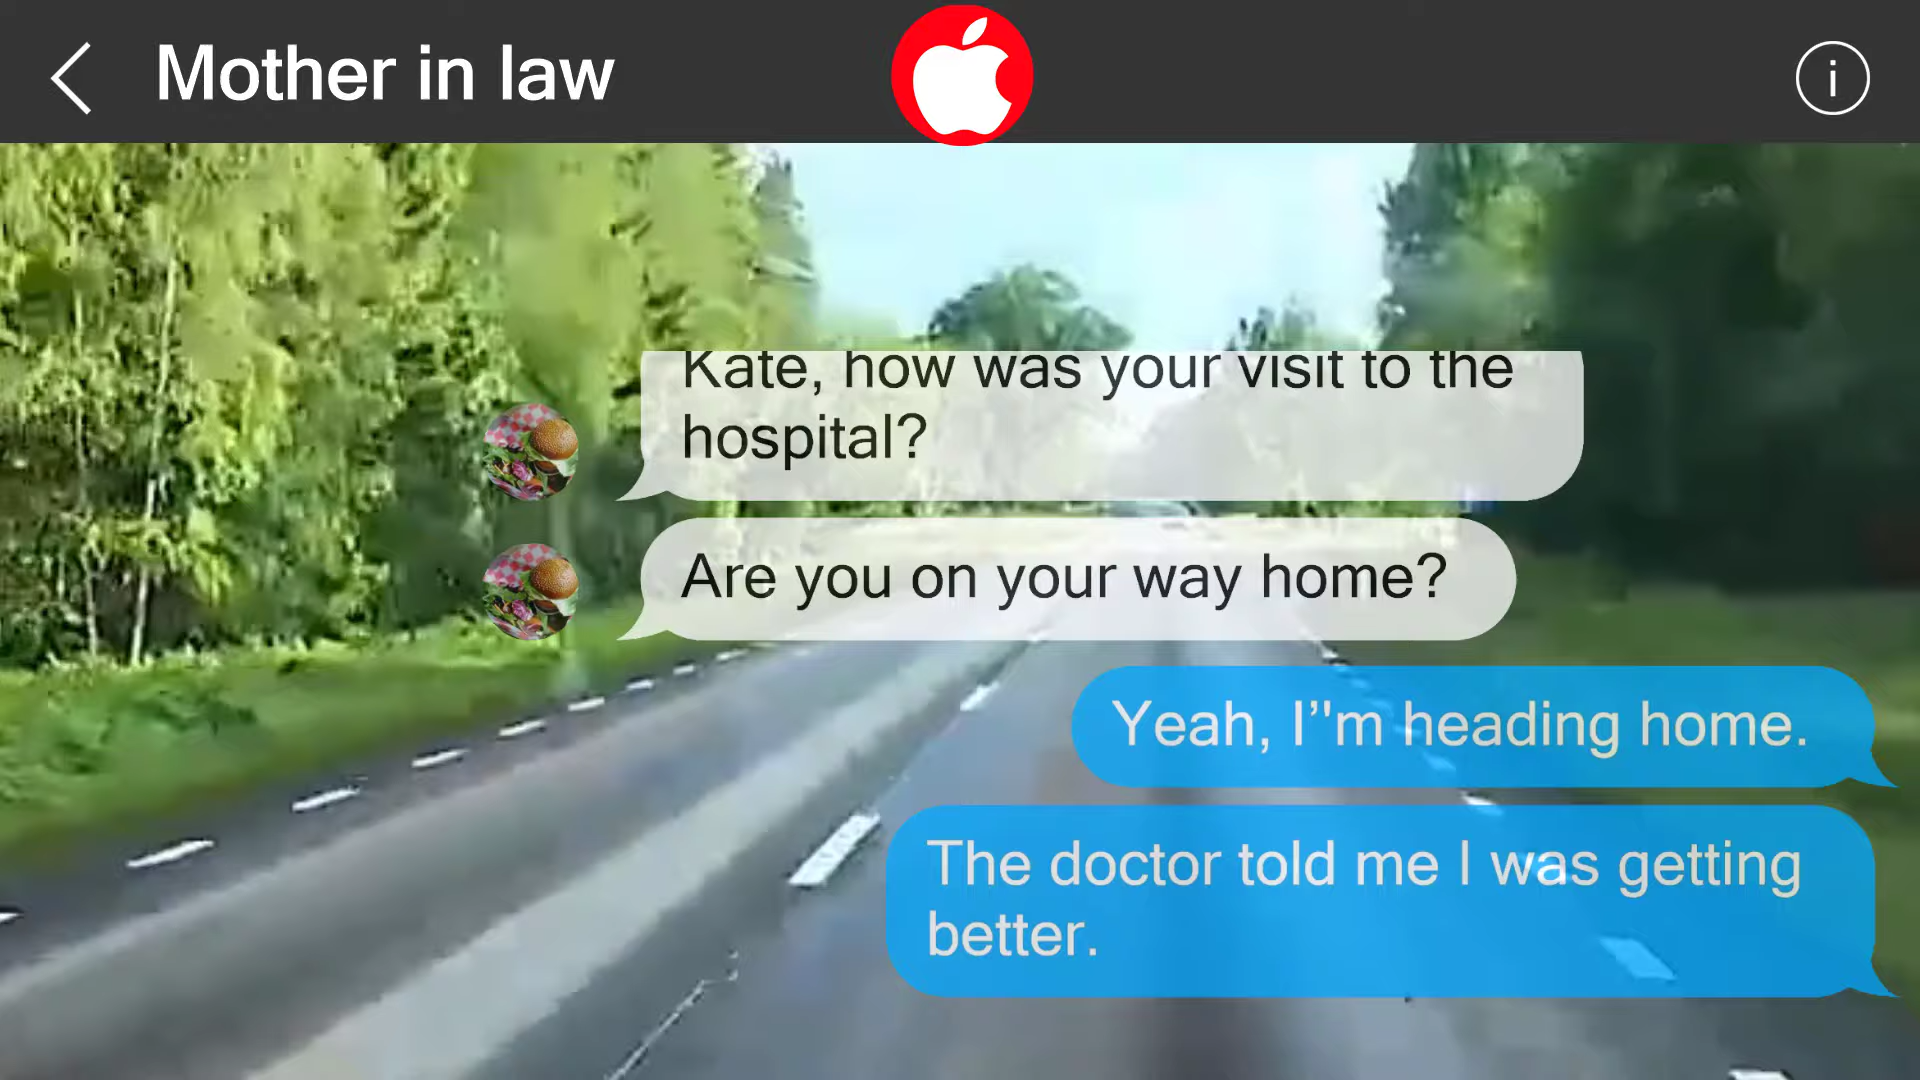 Mother in law
Kate, how was your visit to the
hospital?
Are you on your way home?
Yeah, I”m heading home.
The doctor told me I was getting
better.